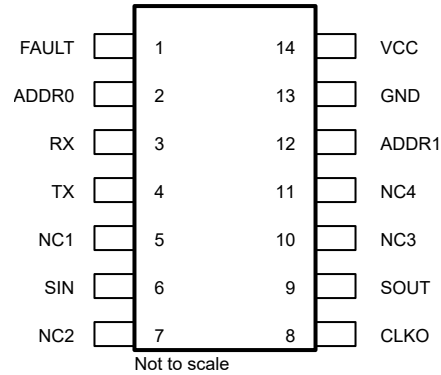 FAULT 1 14 VCC
ADDR0 2 13 GND
RX 3 12 ADDR1
TX 4 11 NC4
NC1 5 10 NC3
SIN 6 9 SOUT
NC2 7 8 CLKO
Not to scale